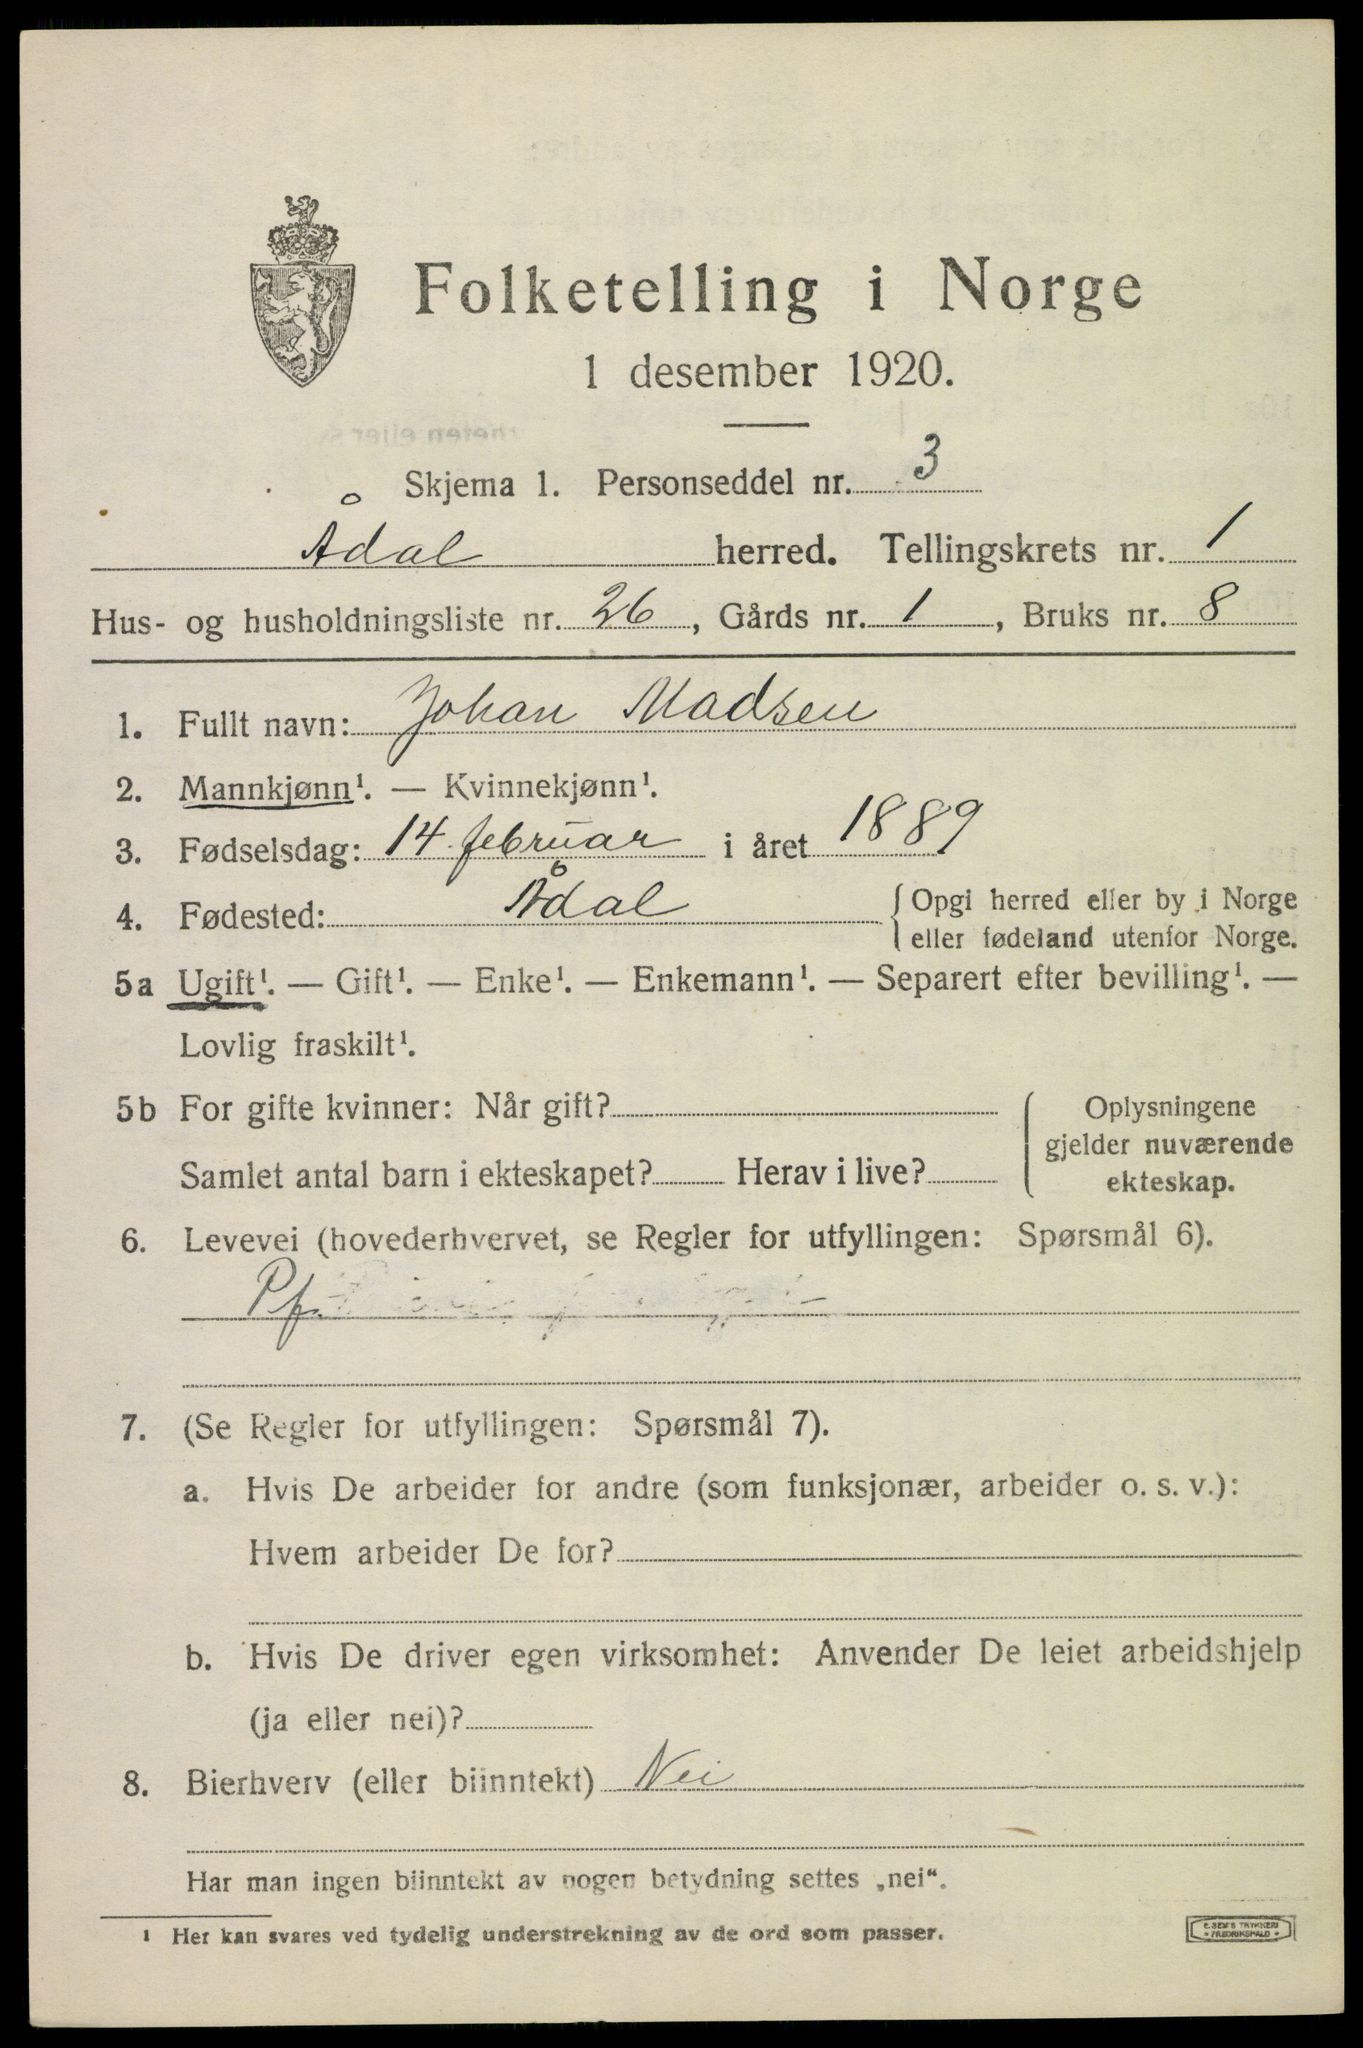 Folketelling i Norge
1 desember 1920.
Skjema 1. Personseddel nr. 3
Ådal herred. Tellingskrets nr. 1
Hus- og husholdningsliste nr. 26, Gårds nr. 1, Bruks nr. 8
1. Fullt navn: Johan Madsen
2. Mannkjønn¹. — Kvinnekjønn¹.
3. Fødselsdag: 14. februar i året 1889
4. Fødested: Ådal { Opgi herred eller by i Norge
eller fødeland utenfor Norge.
5a Ugift¹. — Gift¹. — Enke¹. — Enkemann¹. — Separert efter bevilling¹. —
Lovlig fraskilt¹.
5b For gifte kvinner: Når gift? { Oplysningene
gjelder nuværende
Samlet antal barn i ekteskapet? Herav i live? ekteskap.
6. Levevei (hovederhvervet, se Regler for utfyllingen: Spørsmål 6).
Pf.
7. (Se Regler for utfyllingen: Spørsmål 7).
a. Hvis De arbeider for andre (som funksjonær, arbeider o. s. v.):
Hvem arbeider De for?
b. Hvis De driver egen virksomhet: Anvender De leiet arbeidshjelp
(ja eller nei)?
8. Bierhverv (eller biinntekt) Nei
Har man ingen biinntekt av nogen betydning settes „nei“.
¹ Her kan svares ved tydelig understrekning av de ord som passer.
E. SEM'S TRYKKERI
* FREDRIKSHALD *